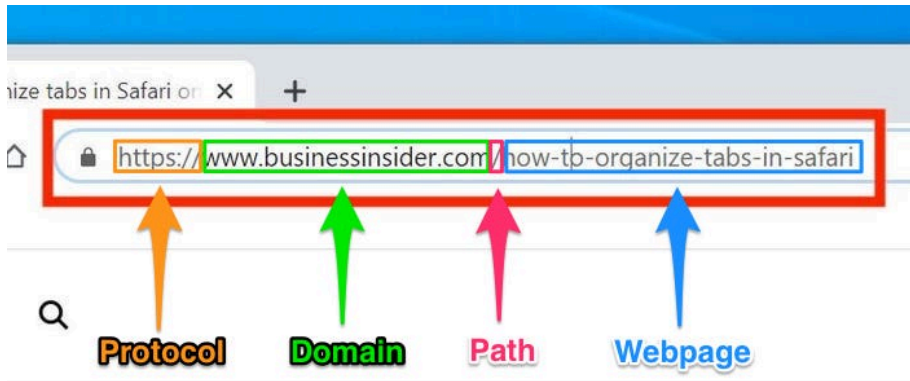 nize tabs in Safari or
https://www.businessinsider.com/how-to-organize-tabs-in-safari
Protocol Domain Path Webpage